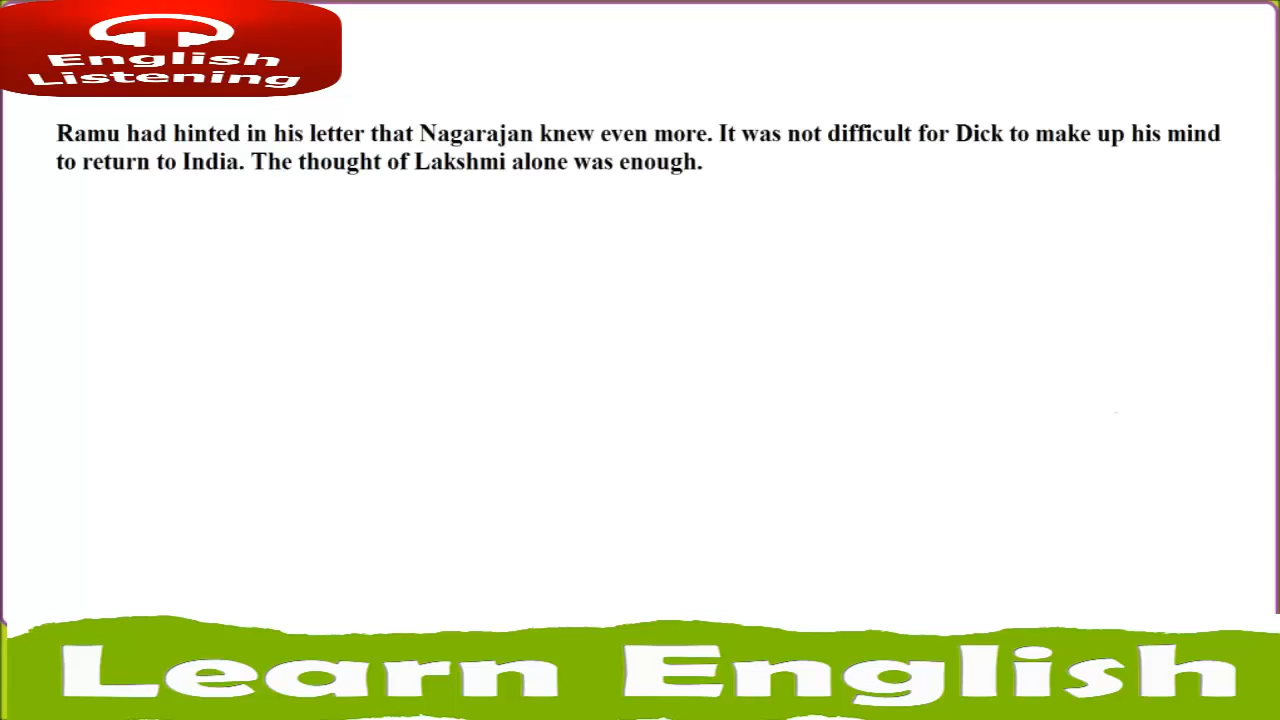 English
Listening
Ramu had hinted in his letter that Nagarajan knew even more. It was not difficult for Dick to make up his mind
to return to India. The thought of Lakshmi alone was enough.
Learn English